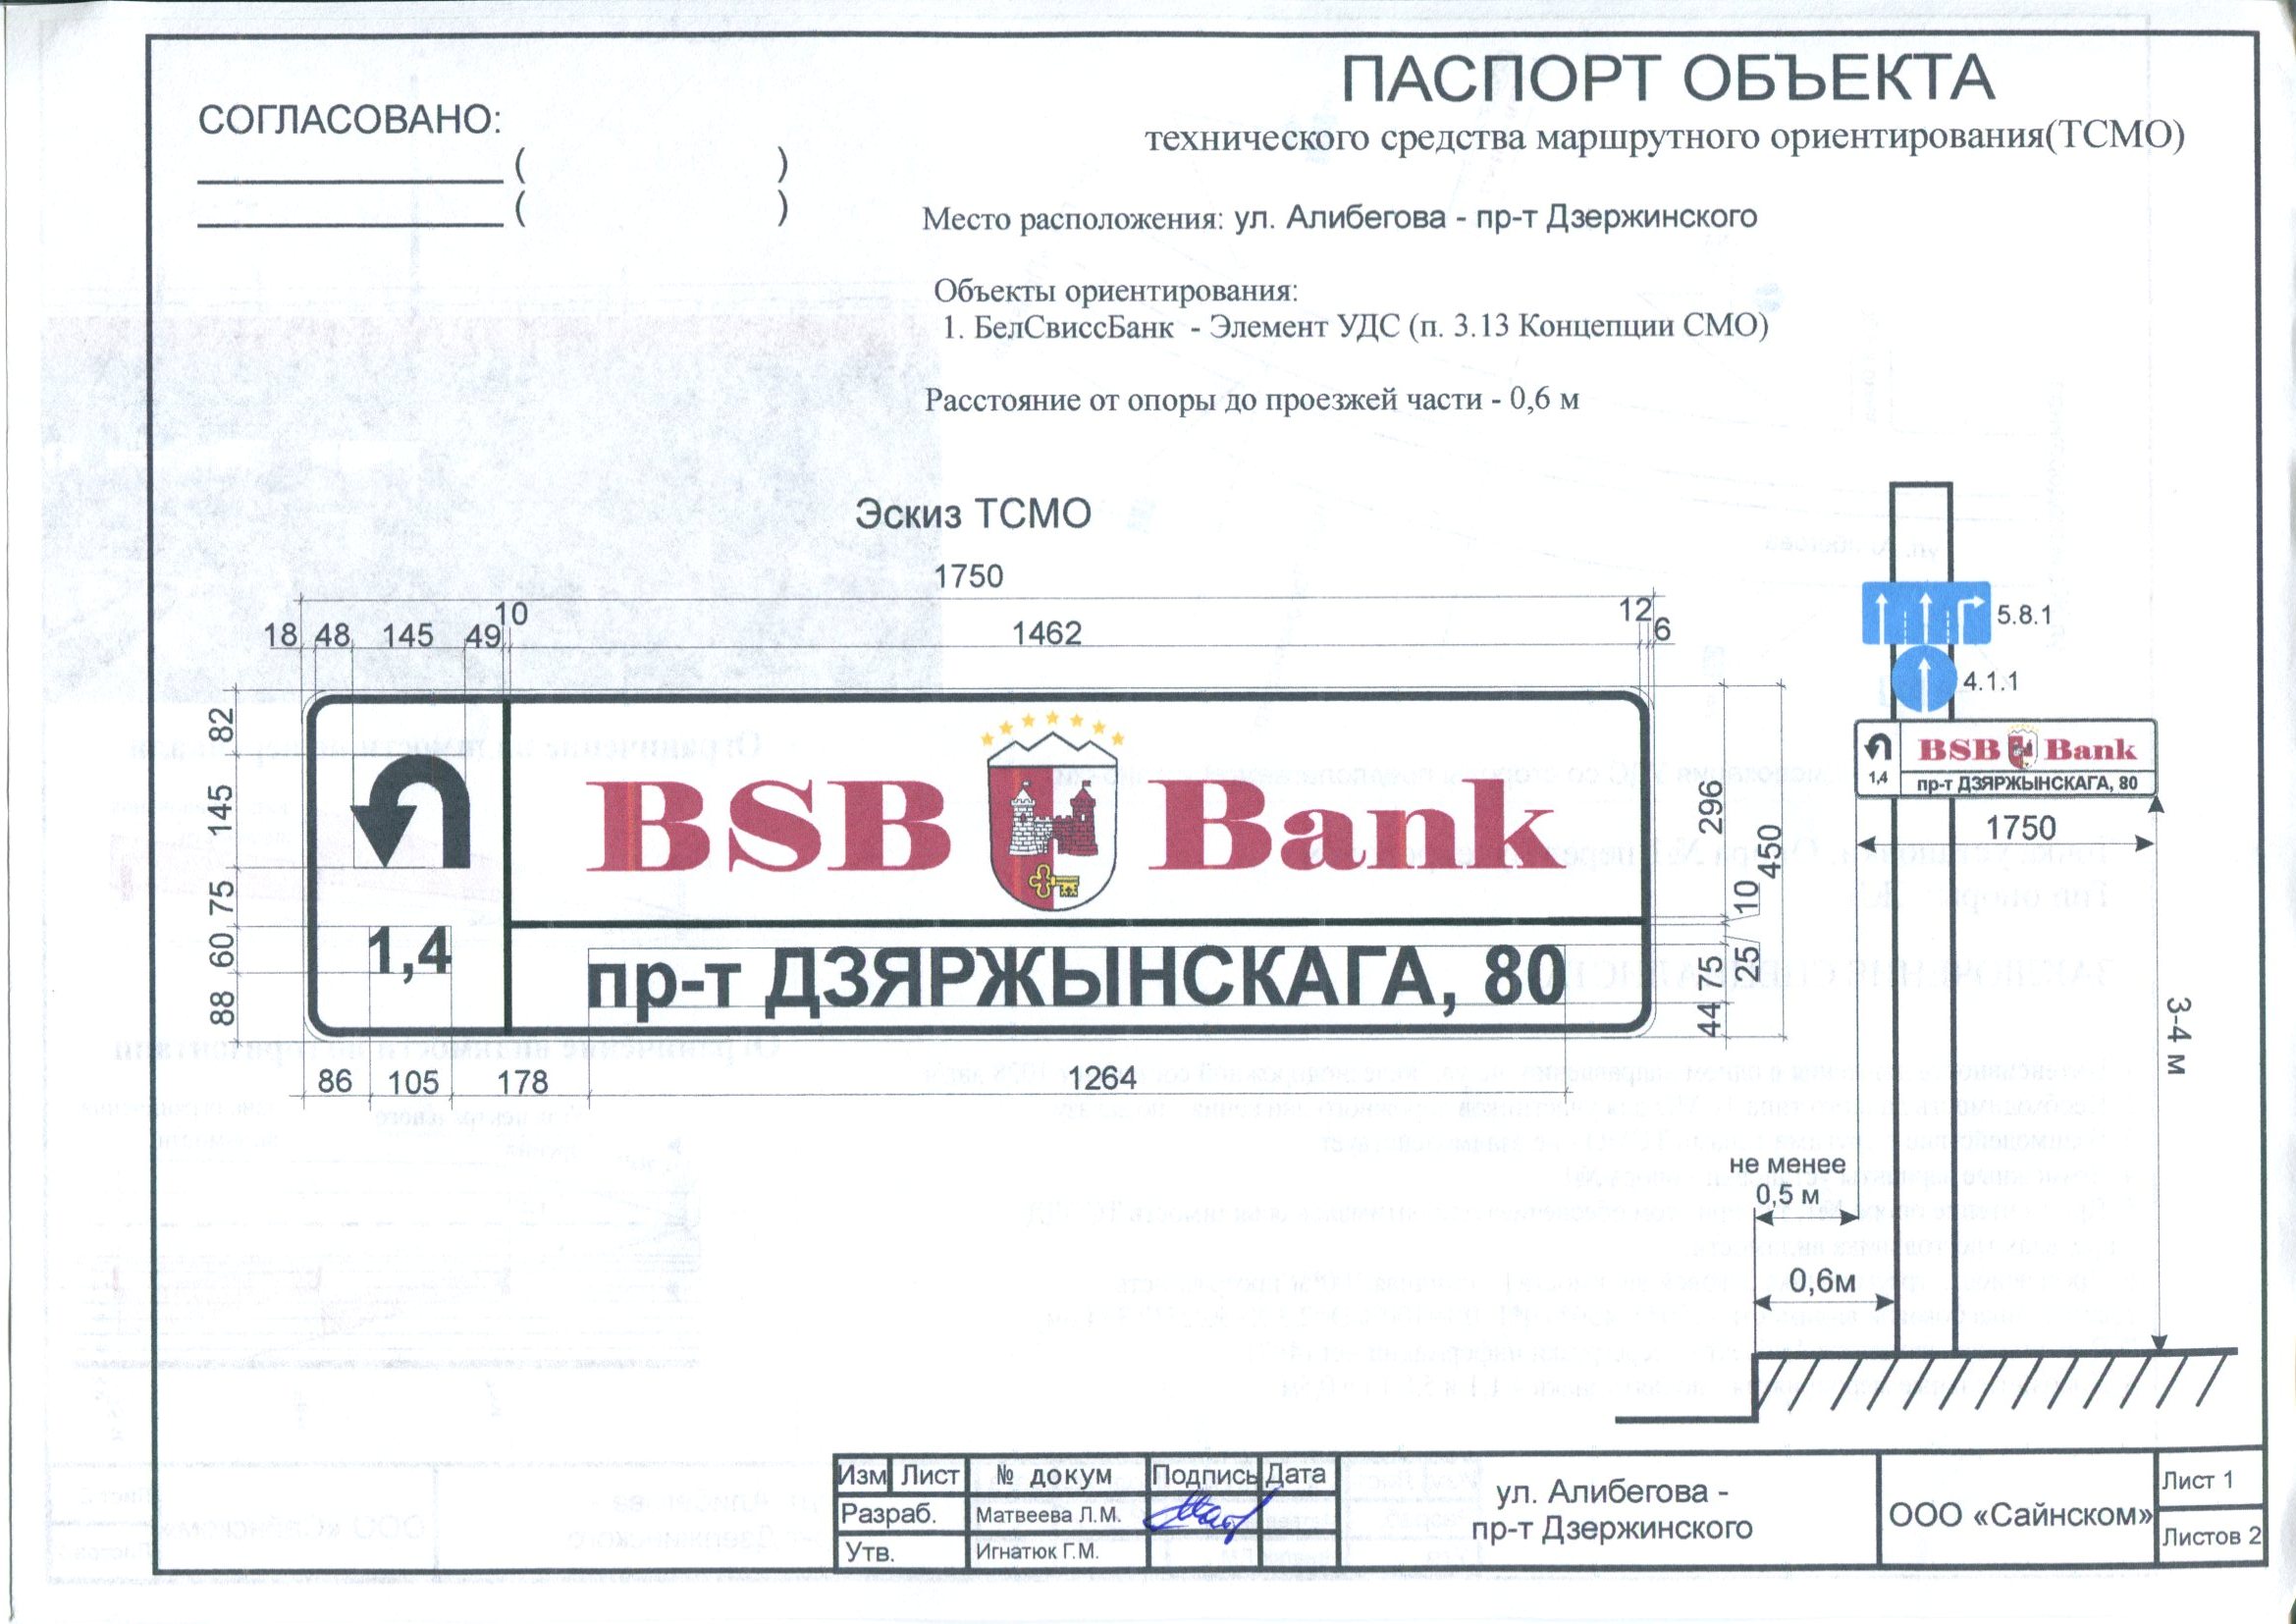 СОГЛАСОВАНО:
( )
( )
ПАСПОРТ ОБЪЕКТА
технического средства маршрутного ориентирования(ТСМО)
Место расположения: ул. Алибегова - пр-т Дзержинского
Объекты ориентирования:
1. БелСвиссБанк - Элемент УДС (п. 3.13 Концепции СМО)
Расстояние от опоры до проезжей части - 0,6 м
Эскиз ТСМО
1750
18 48 145 49 10 1462 12 6
82
145
75
60
88
1,4
BSB Bank
пр-т ДЗЯРЖЫНСКАГА, 80
296
450
10
25
75
44
86 105 178 1264
5.8.1
4.1.1
BSB Bank
1,4
пр-т ДЗЯРЖЫНСКАГА, 80
1750
3-4 м
не менее
0,5 м
0,6м
Изм Лист № докум Подпись Дата
Разраб. Матвеева Л.М.
Утв. Игнатюк Г.М.
ул. Алибегова -
пр-т Дзержинского
ООО «Сайнском»
Лист 1
Листов 2